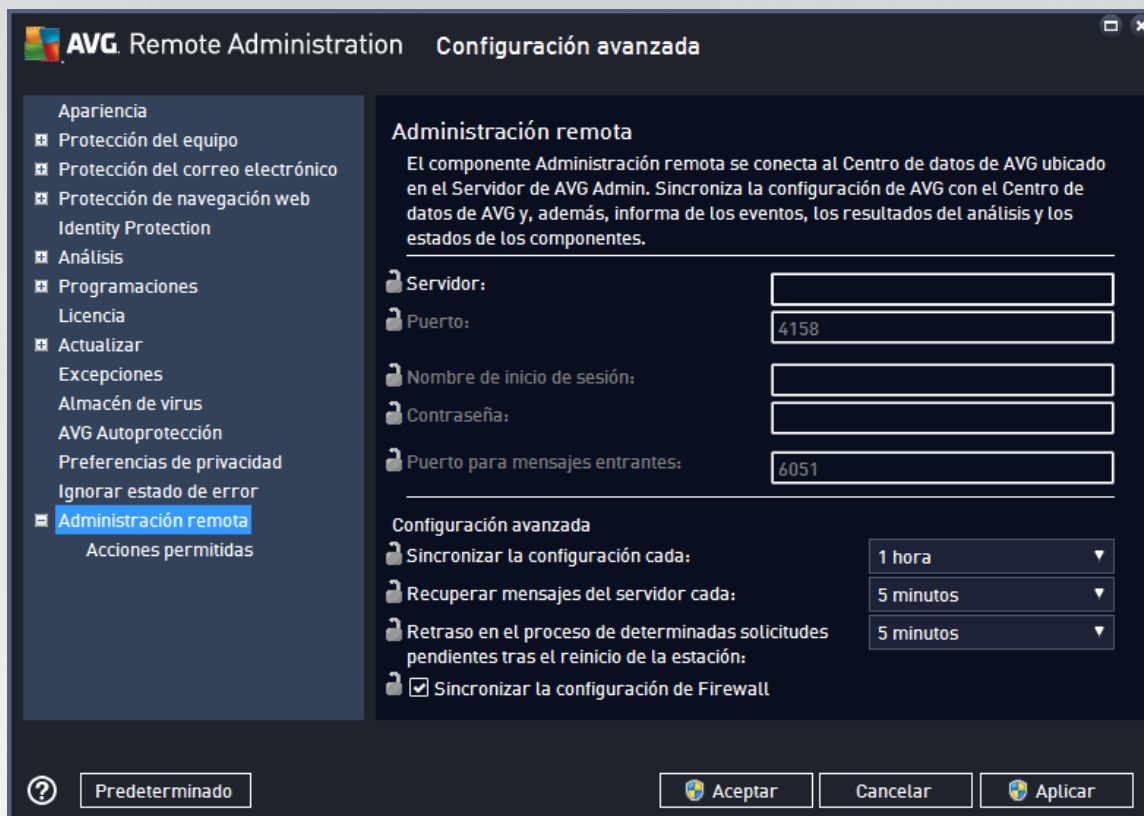 AVG. Remote Administration Configuración avanzada
Apariencia
Protección del equipo
Protección del correo electrónico
Protección de navegación web
Identity Protection
Análisis
Programaciones
Licencia
Actualizar
Excepciones
Almacén de virus
AVG Autoprotección
Preferencias de privacidad
Ignorar estado de error
Administración remota
Acciones permitidas
Administración remota
El componente Administración remota se conecta al Centro de datos de AVG ubicado
en el Servidor de AVG Admin. Sincroniza la configuración de AVG con el Centro de
datos de AVG y, además, informa de los eventos, los resultados del análisis y los
estados de los componentes.
Servidor:
Puerto: 4158
Nombre de inicio de sesión:
Contraseña:
Puerto para mensajes entrantes: 6051
Configuración avanzada
Sincronizar la configuración cada: 1 hora
Recuperar mensajes del servidor cada: 5 minutos
Retraso en el proceso de determinadas solicitudes 5 minutos
pendientes tras el reinicio de la estación:
Sincronizar la configuración de Firewall
? Predeterminado Aceptar Cancelar Aplicar